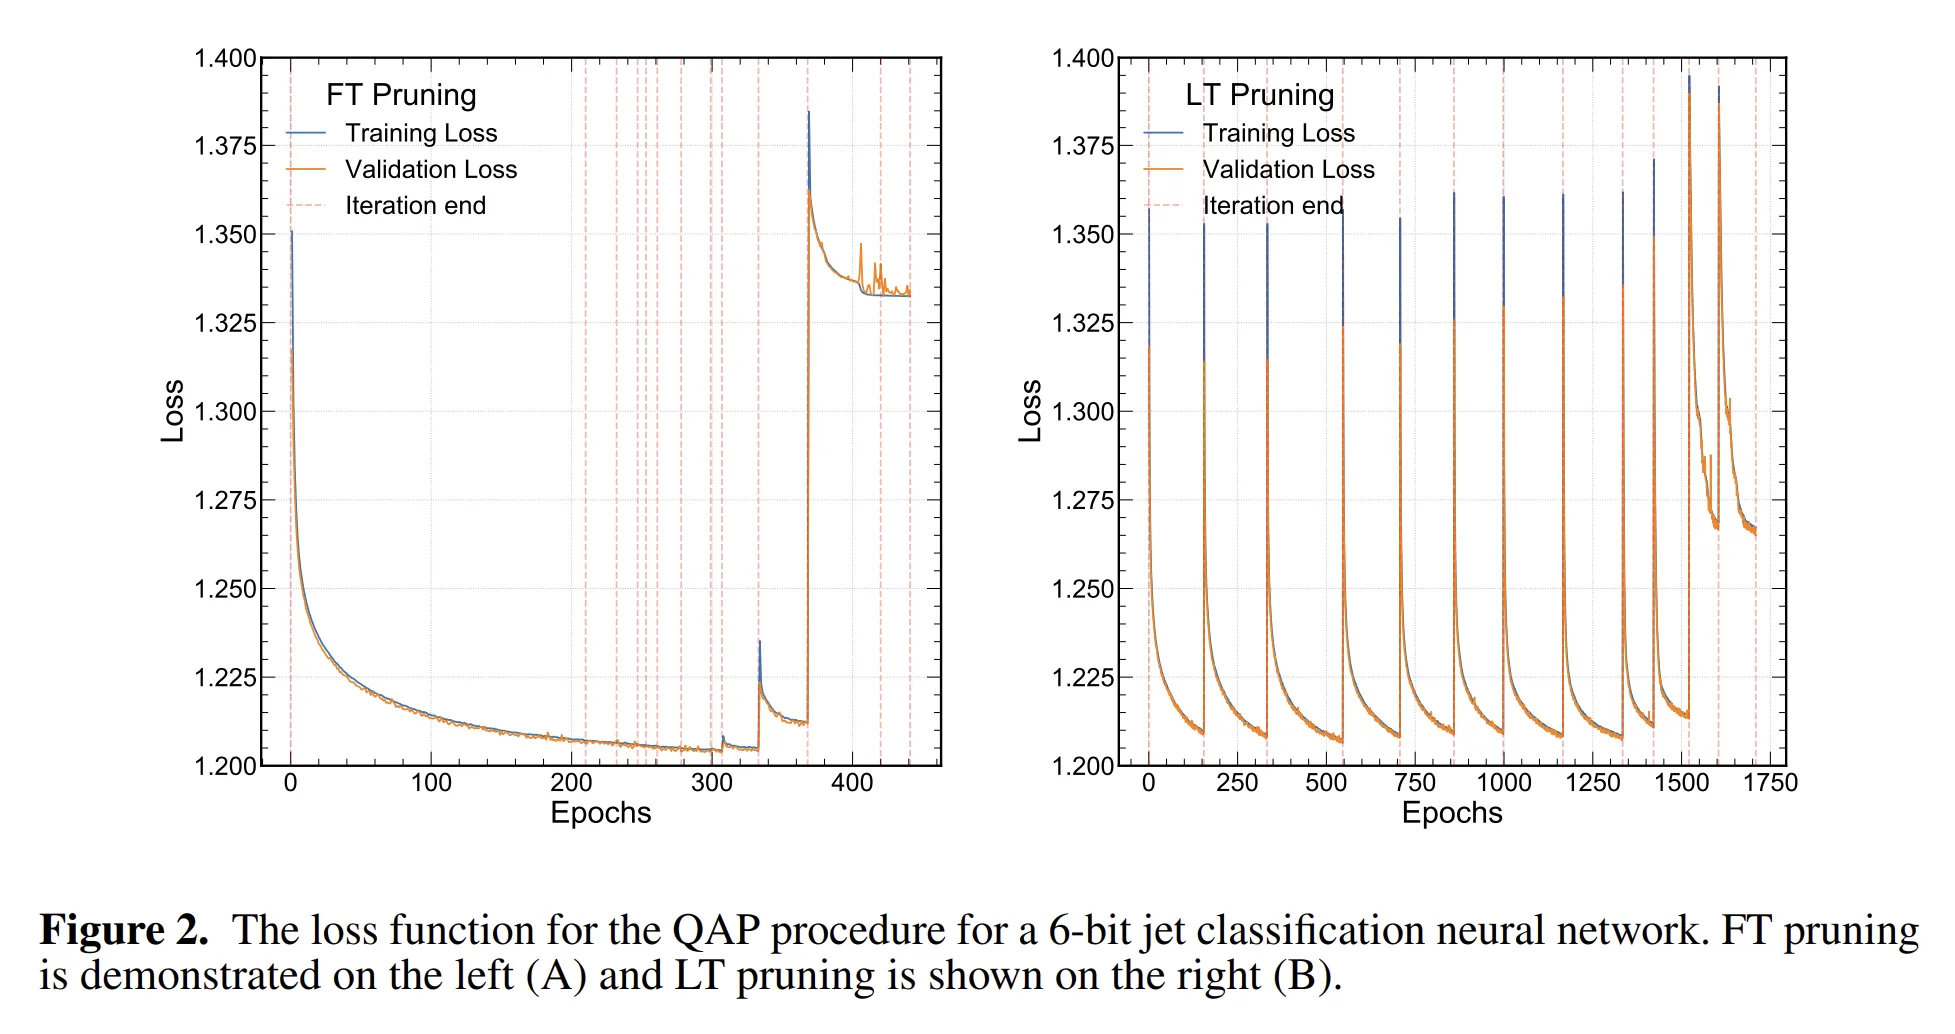 FT Pruning
Training Loss
Validation Loss
Iteration end
1.400
1.375
1.350
1.325
1.300
1.275
1.250
1.225
1.200
Loss
0
100
200
300
400
Epochs
LT Pruning
Training Loss
Validation Loss
Iteration end
1.400
1.375
1.350
1.325
1.300
1.275
1.250
1.225
1.200
Loss
0
250
500
750
1000
1250
1500
1750
Epochs
Figure 2. The loss function for the QAP procedure for a 6-bit jet classification neural network. FT pruning
is demonstrated on the left (A) and LT pruning is shown on the right (B).